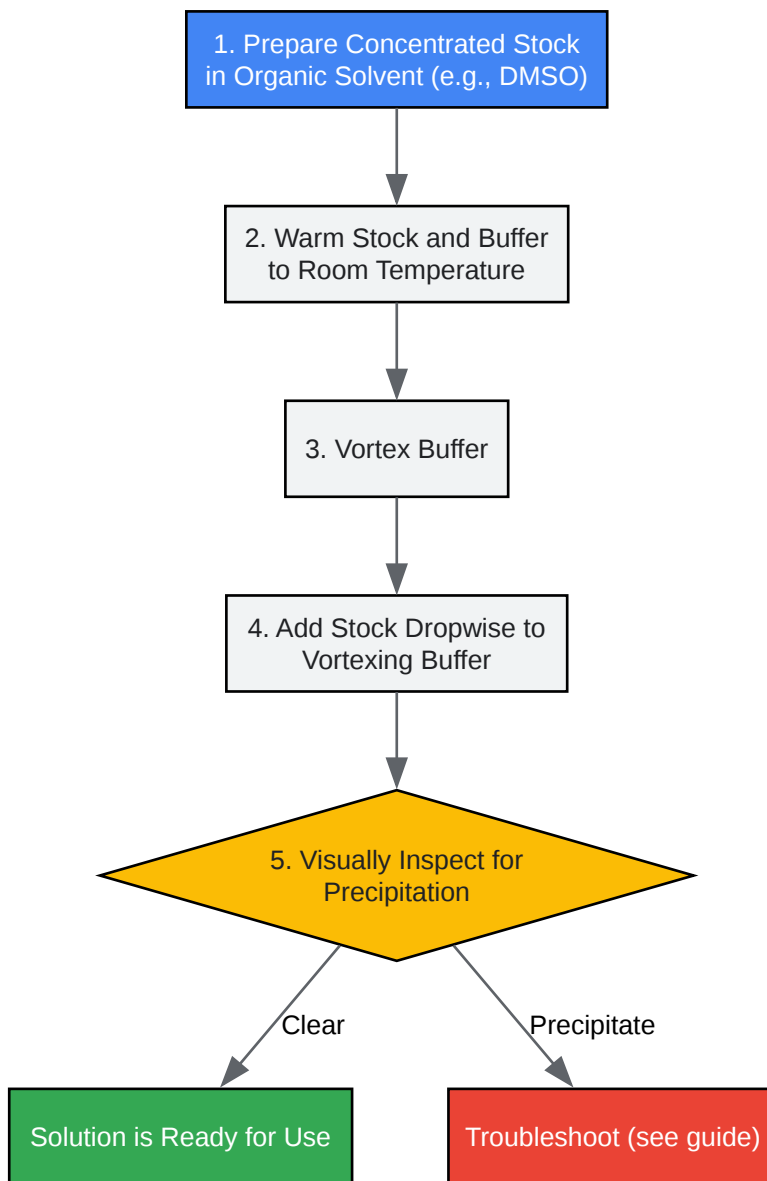 1. Prepare Concentrated Stock
in Organic Solvent (e.g., DMSO)
2. Warm Stock and Buffer
to Room Temperature
3. Vortex Buffer
4. Add Stock Dropwise to
Vortexing Buffer
5. Visually Inspect for
Precipitation
Clear
Precipitate
Solution is Ready for Use
Troubleshoot (see guide)